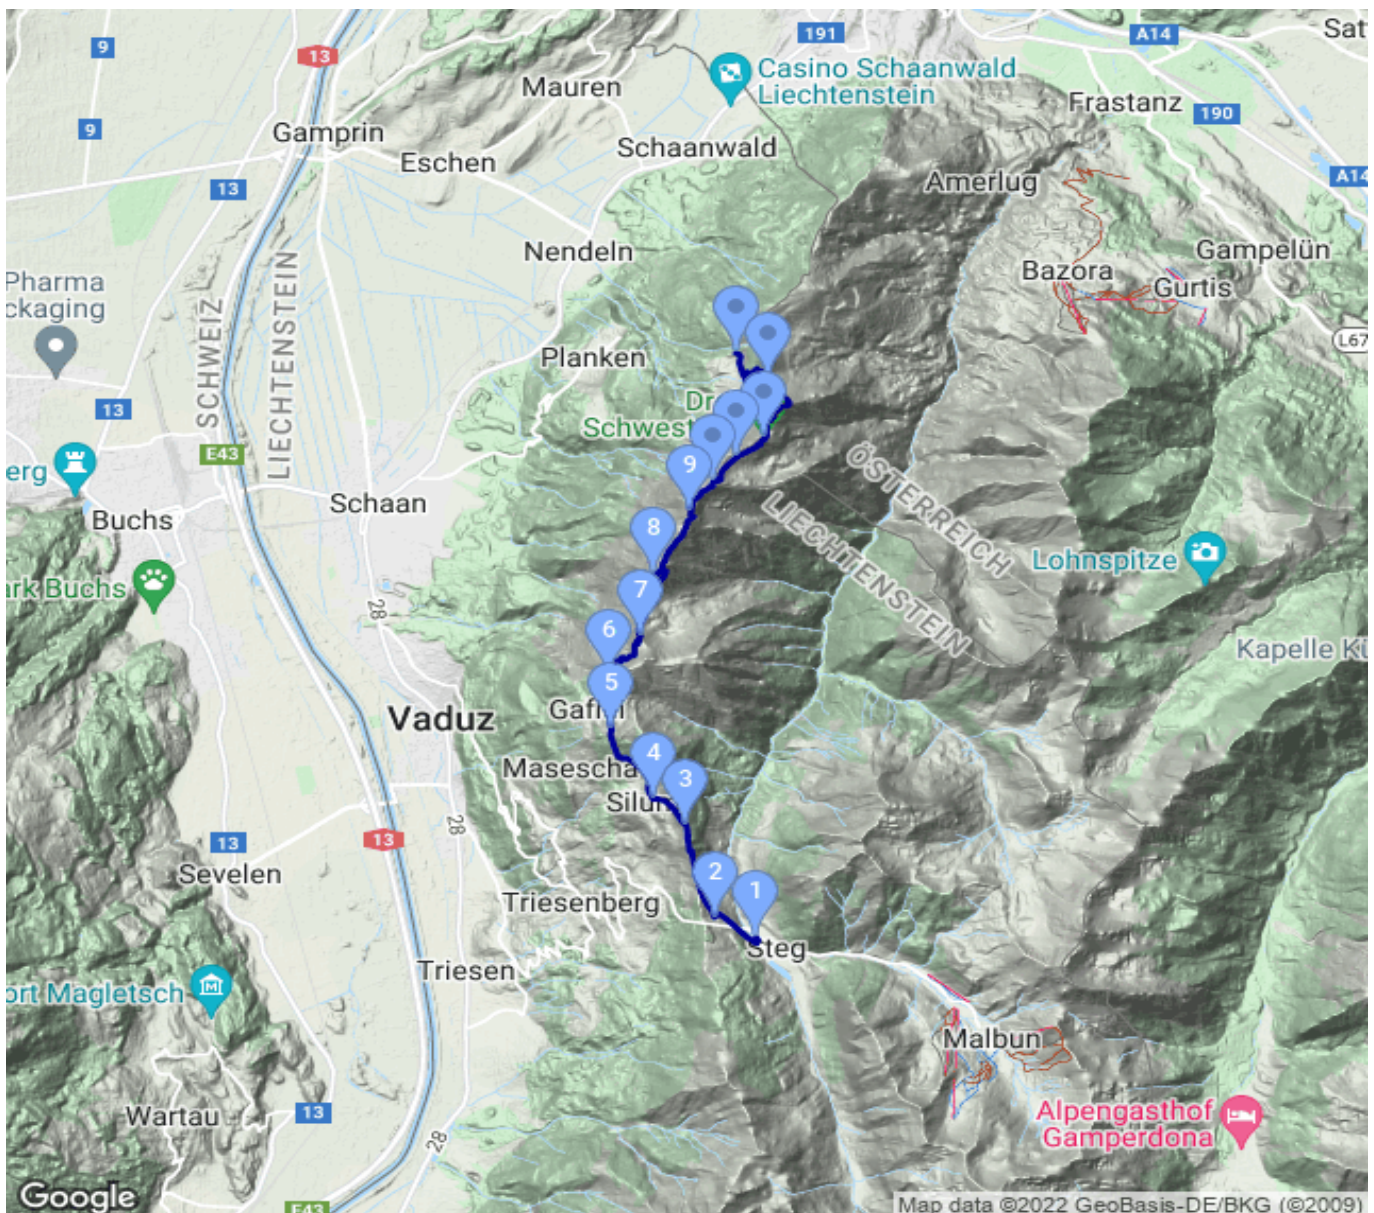 191
A14
Sat
9
13
Casino Schaanwald
Liechtenstein
Mauren
Frastanz
190
9
Gamprin
Schaanwald
Eschen
A14
13
Amerlug
Nendeln
Gampelün
SCHWEIZ
LIECHTENSTEIN
Bazora
Gurtis
Pharma
ckaging
L67
Planken
13
Dr
Schwest
E43
ÖSTERREICH
LIECHTENSTEIN
9
erg
Schaan
Buchs
8
Lohnspitze
ark Buchs
7
28
6
Kapelle Kü
5
Vaduz
Gaf
4
Masescha
3
Silu
28
13
13
Sevelen
2
1
Triesenberg
Steg
Triesen
ort Magletsch
Malbun
Alpengasthof
Gamperdona
13
Wartau
28
Google
E43
Map data ©2022 GeoBasis-DE/BKG (©2009)